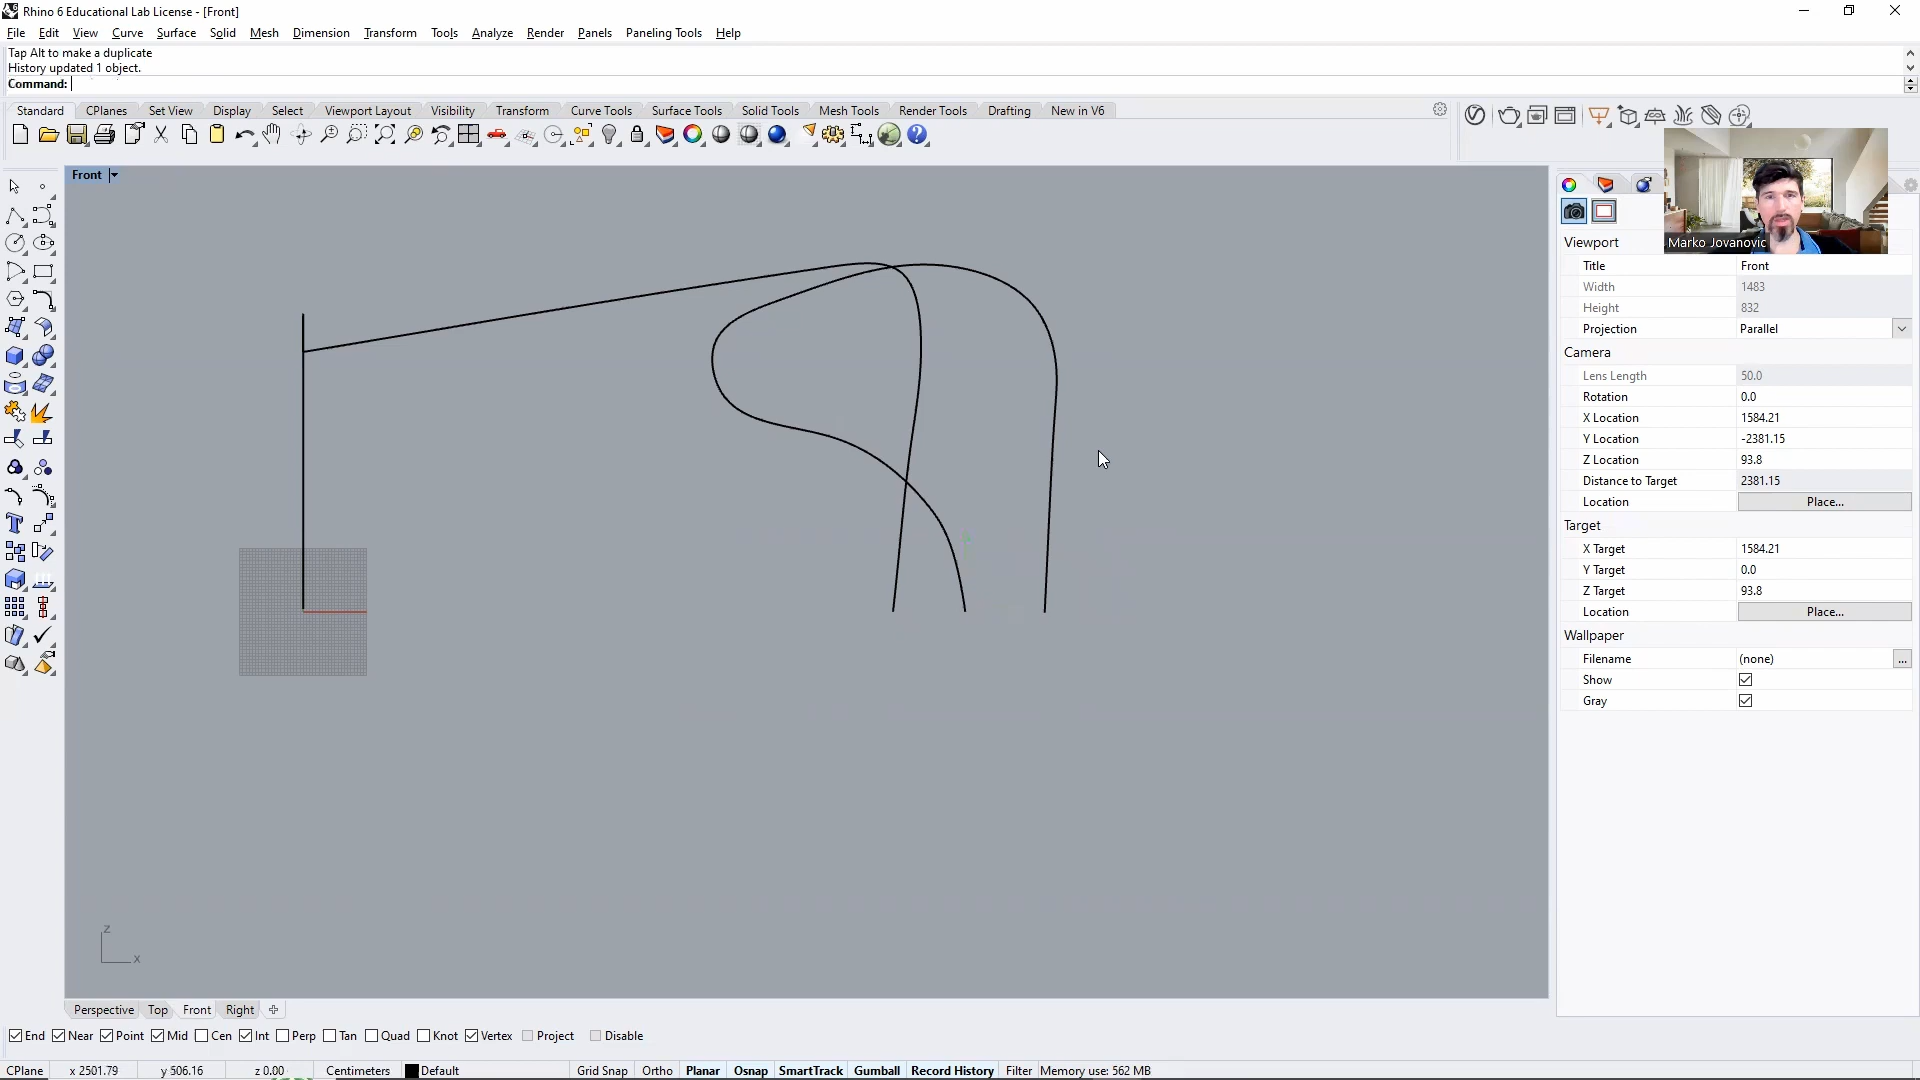 Rhino 6 Educational Lab License - [Front]
File Edit View Curve Surface Solid Mesh Dimension Transform Tools Analyze Render Panels Paneling Tools Help
Tap Alt to make a duplicate
History updated 1 object.
Command:
Standard CPlanes Set View Display Select Viewport Layout Visibility Transform Curve Tools Surface Tools Solid Tools Mesh Tools Render Tools Drafting New in V6
Front
Marko Jovanovic
Viewport
Title Front
Width 1483
Height 832
Projection Parallel
Camera
Lens Length 50.0
Rotation 0.0
X Location 1584.21
Y Location -2381.15
Z Location 93.8
Distance to Target 2381.15
Location Place...
Target
X Target 1584.21
Y Target 0.0
Z Target 93.8
Location Place...
Wallpaper
Filename (none) ...
Show
Gray
z
x
Perspective Top Front Right
End Near Point Mid Cen Int Perp Tan Quad Knot Vertex Project Disable
CPlane x 2501.79 y 506.16 z 0.00 Centimeters Default Grid Snap Ortho Planar Osnap SmartTrack Gumball Record History Filter Memory use: 562 MB